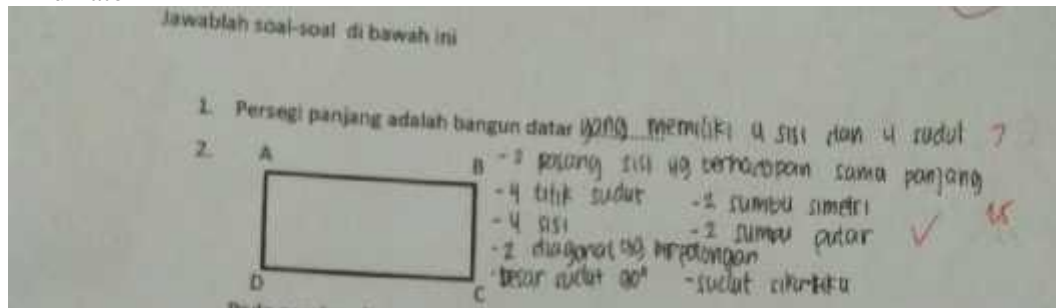 Jawablah soal-soal di bawah ini
1. Persegi panjang adalah bangun datar yang memiliki 4 sisi dan 4 sudut ?
2. A B - 2 pasang sisi yg berhadapan sama panjang
- 4 titik sudut - 2 sumbu simetri
- 4 sisi - 2 putar
- 2 diagonal yg berpotongan
- besar sudut 90° - sudut siku-siku
D C